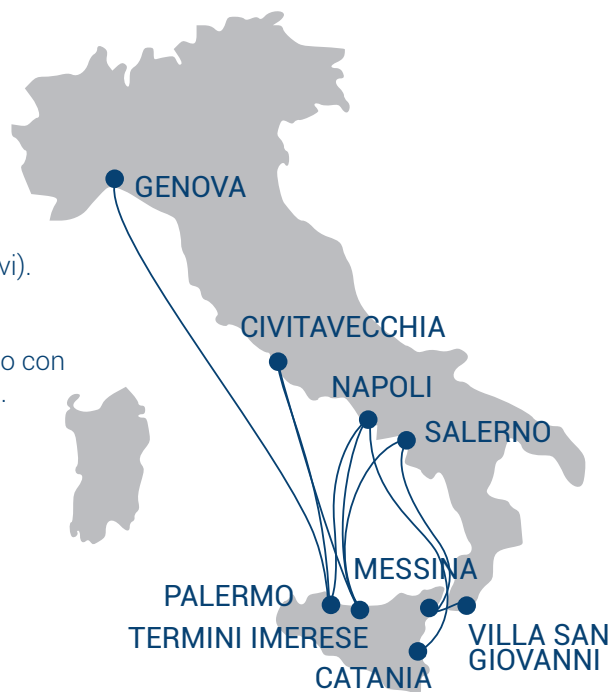 GENOVA
vi).
CIVITAVECCHIA
o con
NAPOLI
.
SALERNO
MESSINA
PALERMO
TERMINI IMERESE
VILLA SAN
GIOVANNI
CATANIA